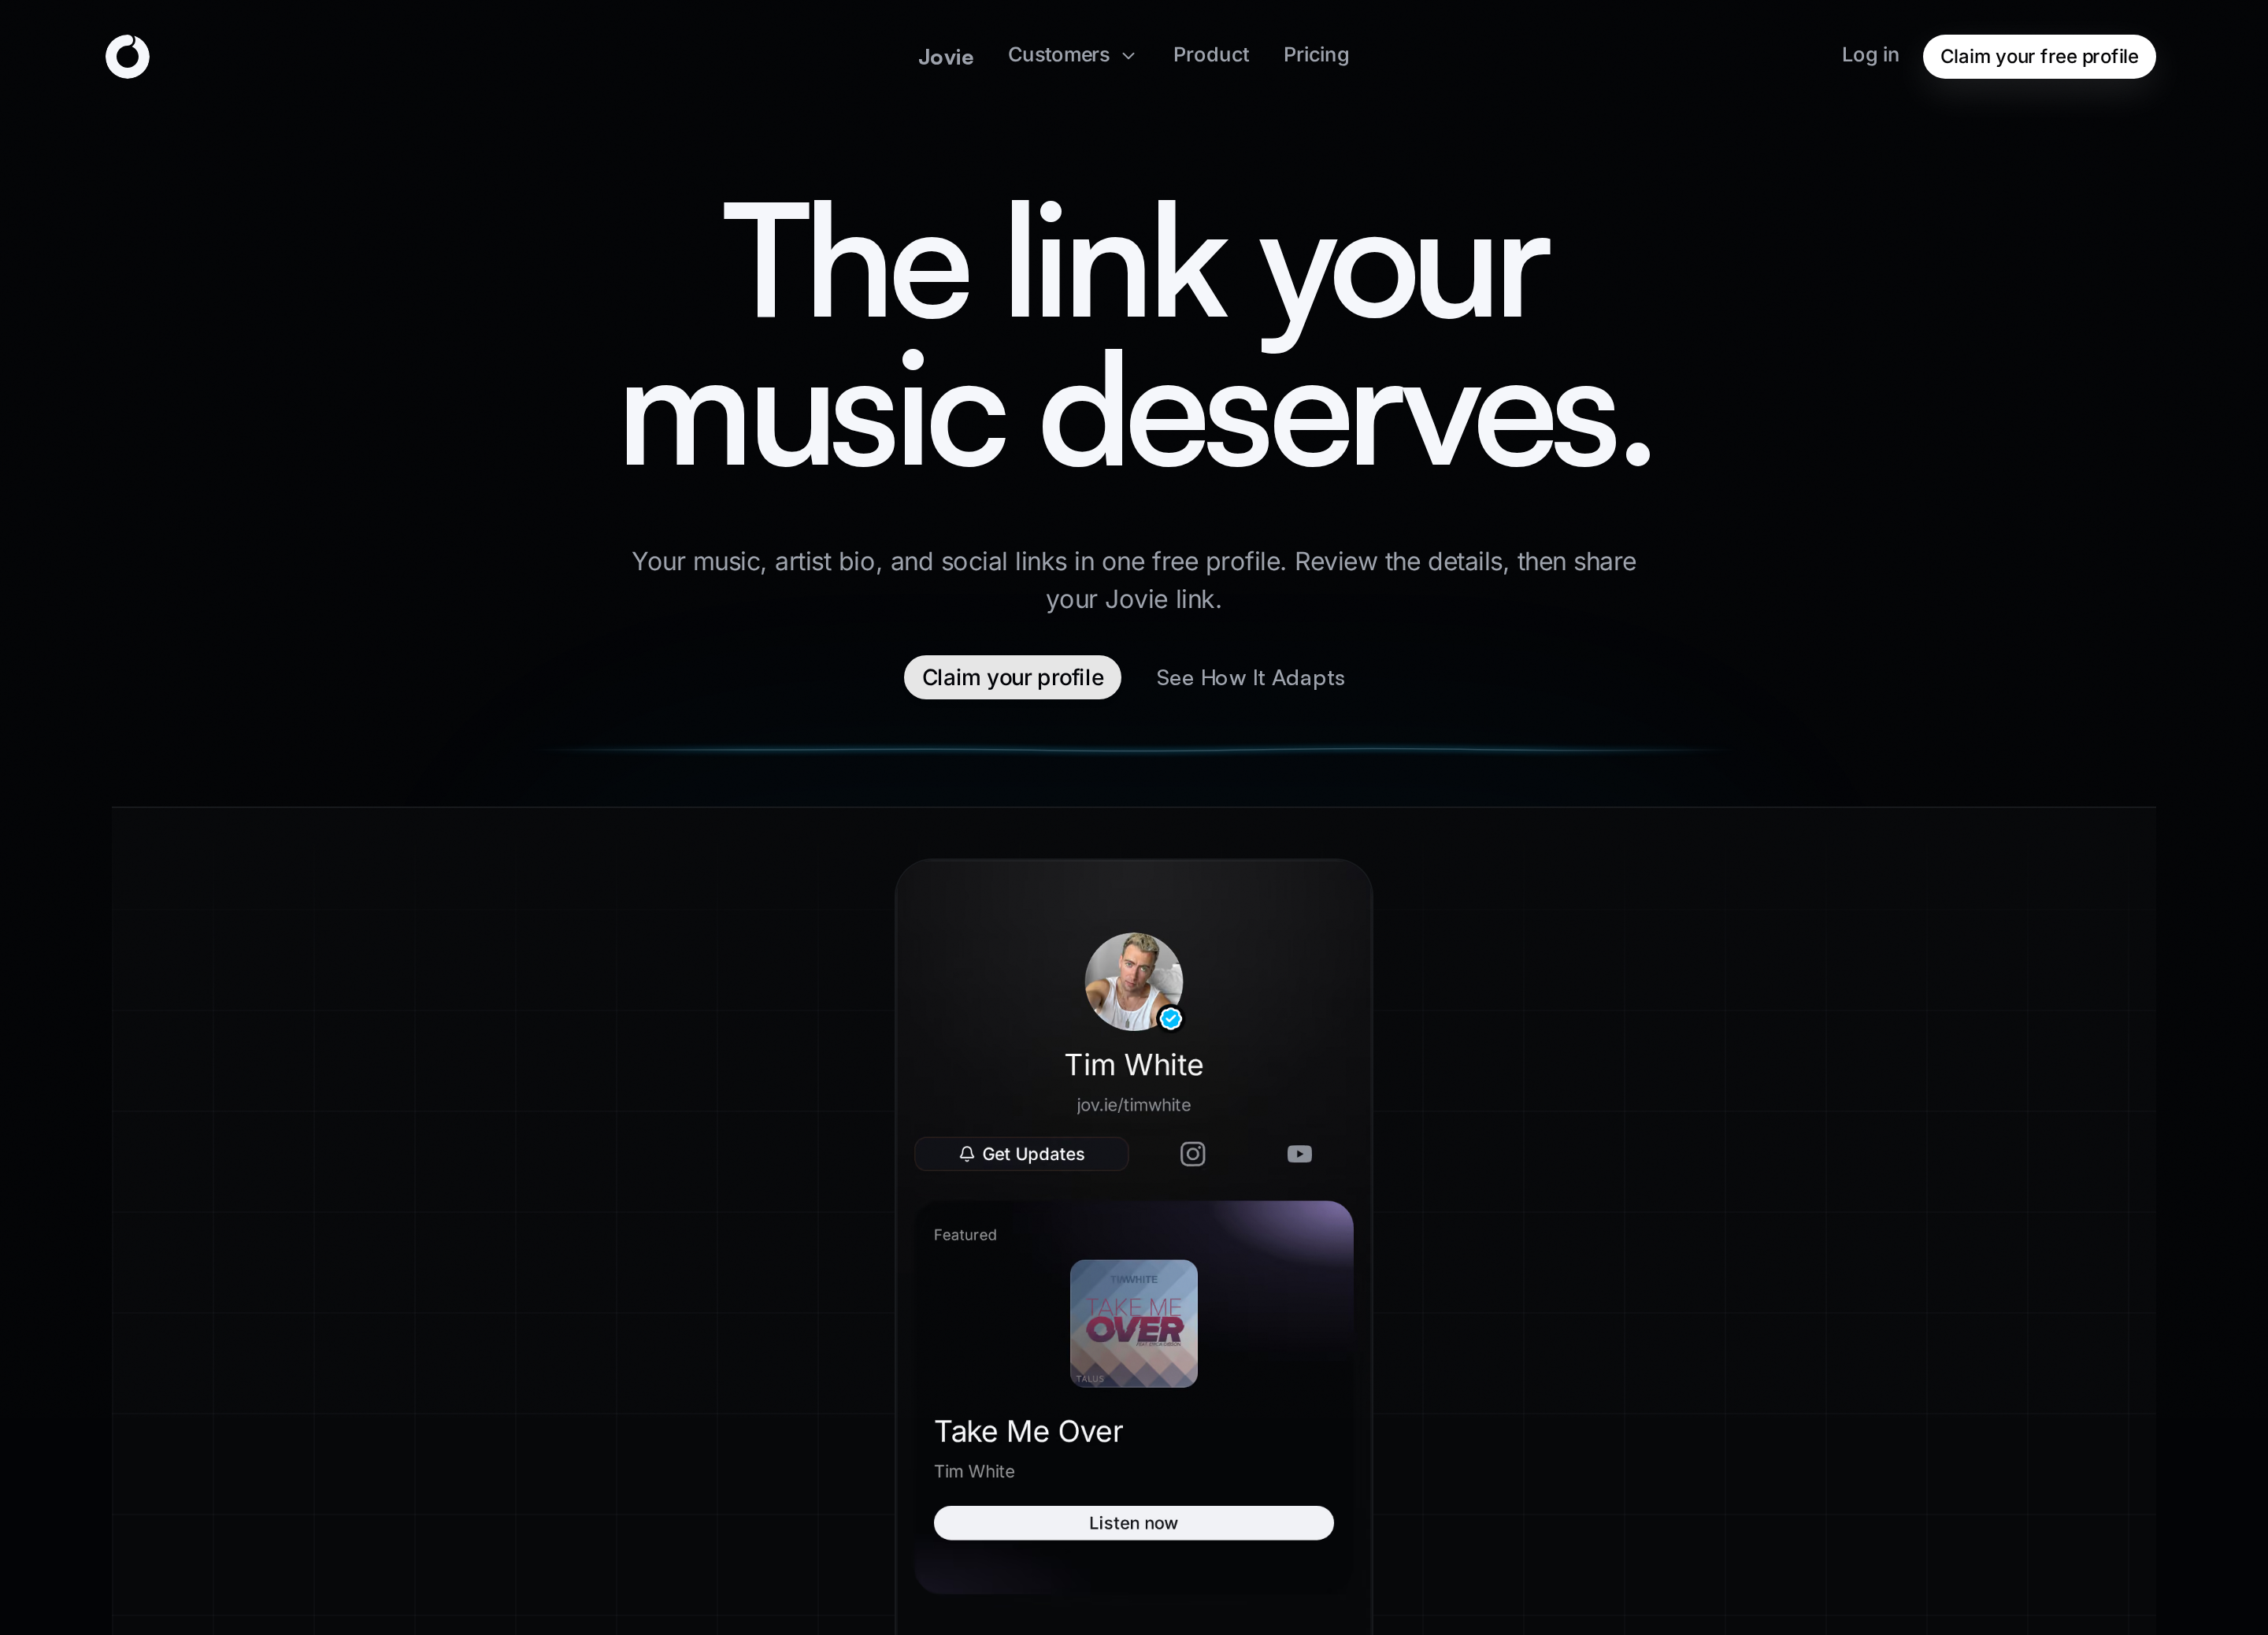 Jovie
Customers
Product
Pricing
Log in
Claim your free profile
The link your
music deserves.
Your music, artist bio, and social links in one free profile. Review the details, then share
your Jovie link.
Claim your profile
See How It Adapts
Tim White
jov.ie/timwhite
Get Updates
Featured
TIMWHITE
TAKE ME
OVER
TALUS
Take Me Over
Tim White
Listen now